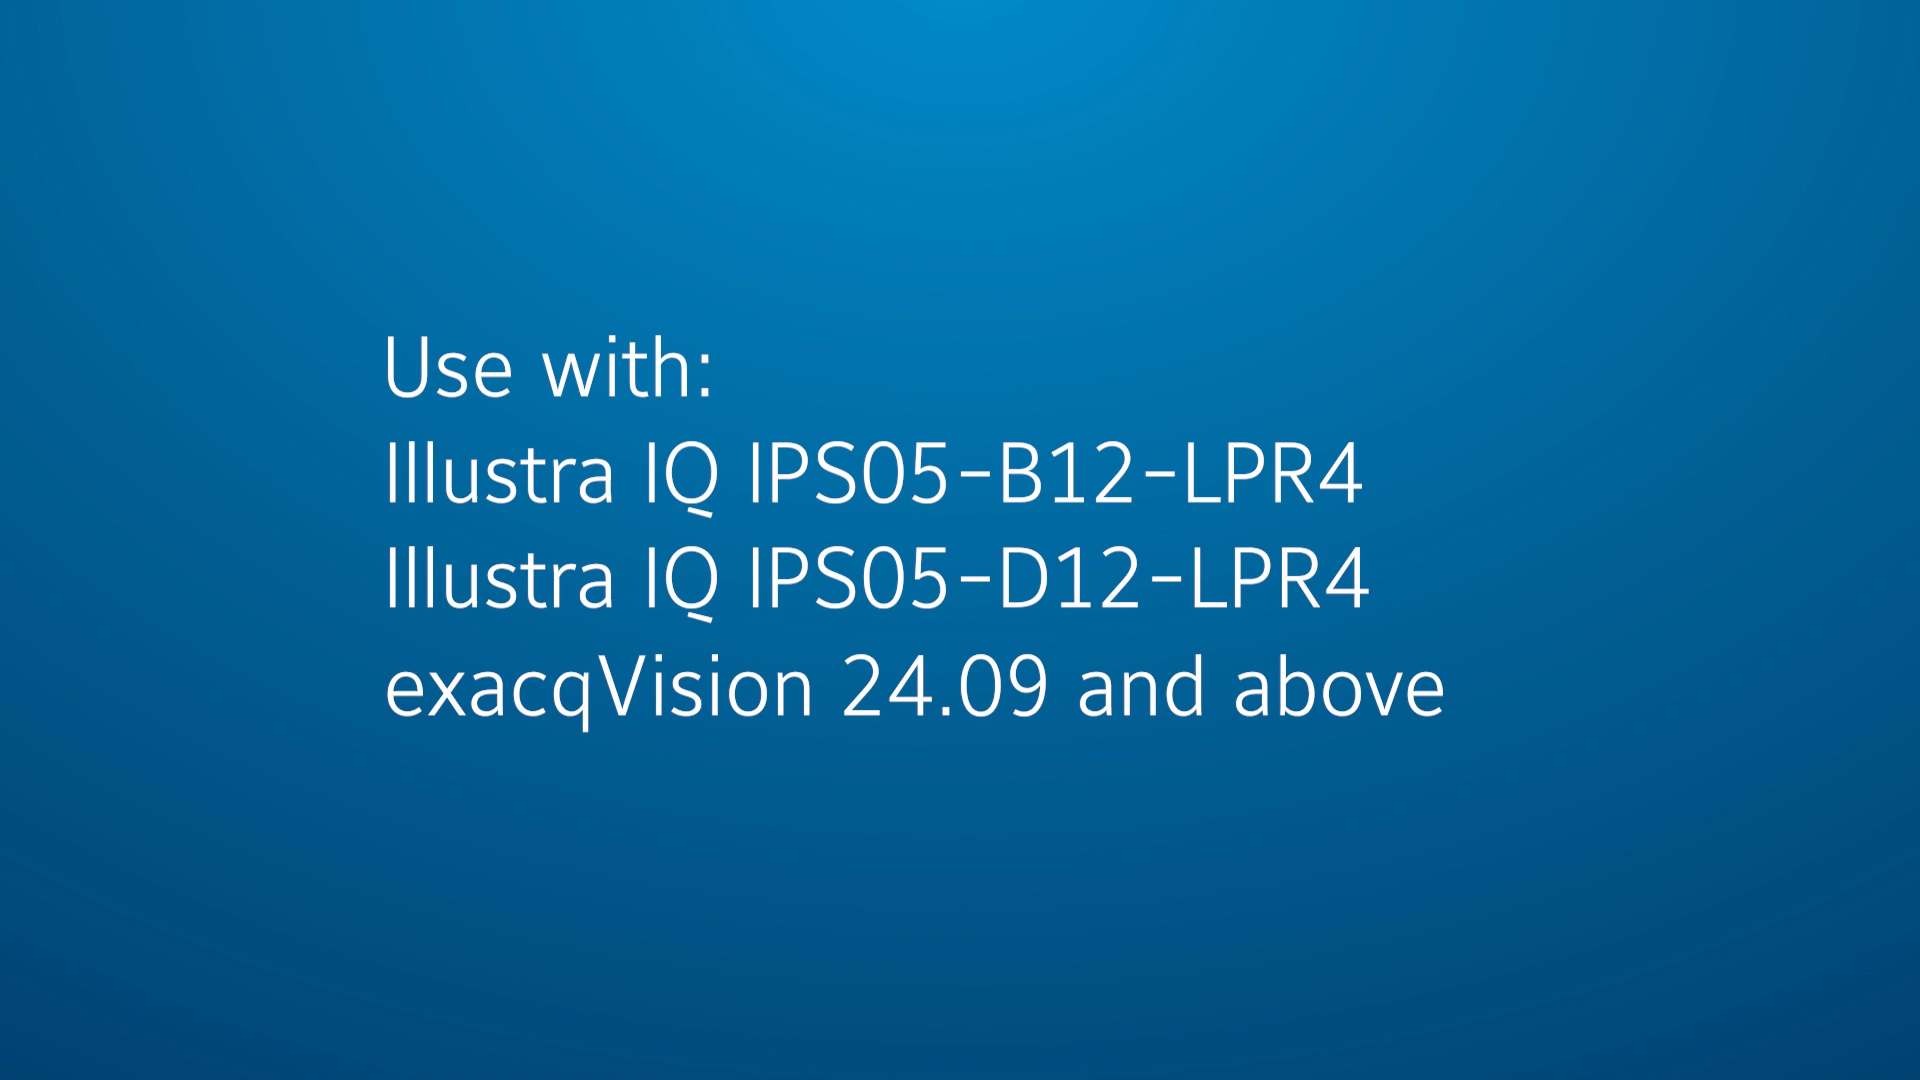 Use with:
Illustra IQ IPS05-B12-LPR4
Illustra IQ IPS05-D12-LPR4
exacqVision 24.09 and above